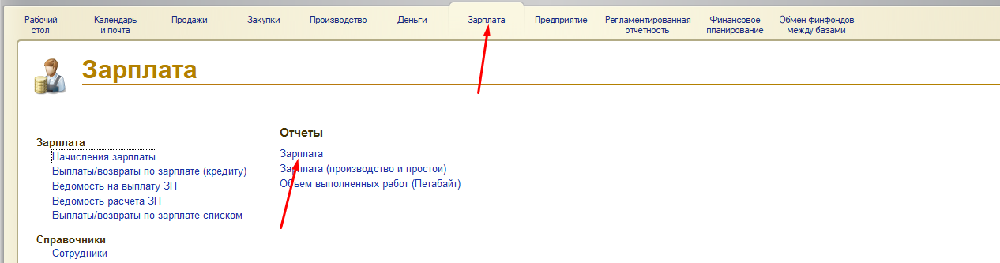 Рабочий
стол
Календарь
и почта
Продажи
Закупки
Производство
Деньги
Зарплата
Предприятие
Регламентированная
отчетность
Финансовое
планирование
Обмен финфондов
между базами
Зарплата
Зарплата
Начисления зарплаты
Выплаты/возвраты по зарплате (кредиту)
Ведомость на выплату ЗП
Ведомость расчета ЗП
Выплаты/возвраты по зарплате списком
Справочники
Сотрудники
Отчеты
Зарплата
Зарплата (производство и простои)
Объем выполненных работ (Петабайт)